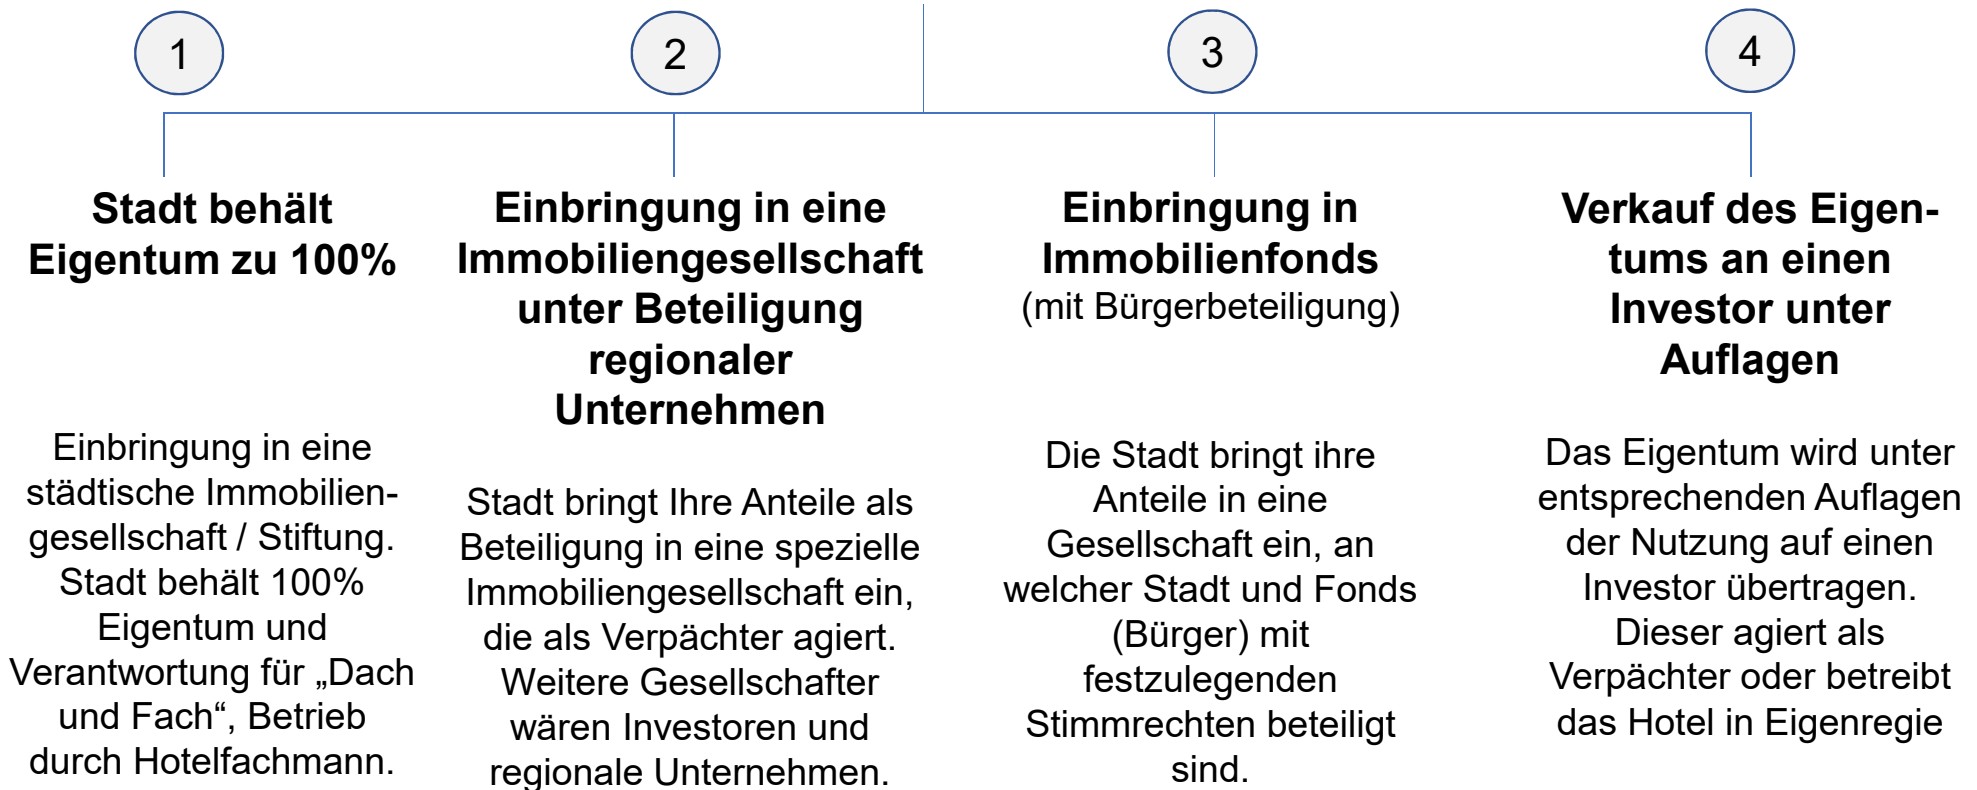 1
Stadt behält
Eigentum zu 100%
Einbringung in eine
städtische Immobilien-
gesellschaft / Stiftung.
Stadt behält 100%
Eigentum und
Verantwortung für „Dach
und Fach“, Betrieb
durch Hotelfachmann.
2
Einbringung in eine
Immobiliengesellschaft
unter Beteiligung
regionaler
Unternehmen
Stadt bringt Ihre Anteile als
Beteiligung in eine spezielle
Immobiliengesellschaft ein,
die als Verpächter agiert.
Weitere Gesellschafter
wären Investoren und
regionale Unternehmen.
3
Einbringung in
Immobilienfonds
(mit Bürgerbeteiligung)
Die Stadt bringt ihre
Anteile in eine
Gesellschaft ein, an
welcher Stadt und Fonds
(Bürger) mit
festzulegenden
Stimmrechten beteiligt
sind.
4
Verkauf des Eigen-
tums an einen
Investor unter
Auflagen
Das Eigentum wird unter
entsprechenden Auflagen
der Nutzung auf einen
Investor übertragen.
Dieser agiert als
Verpächter oder betreibt
das Hotel in Eigenregie